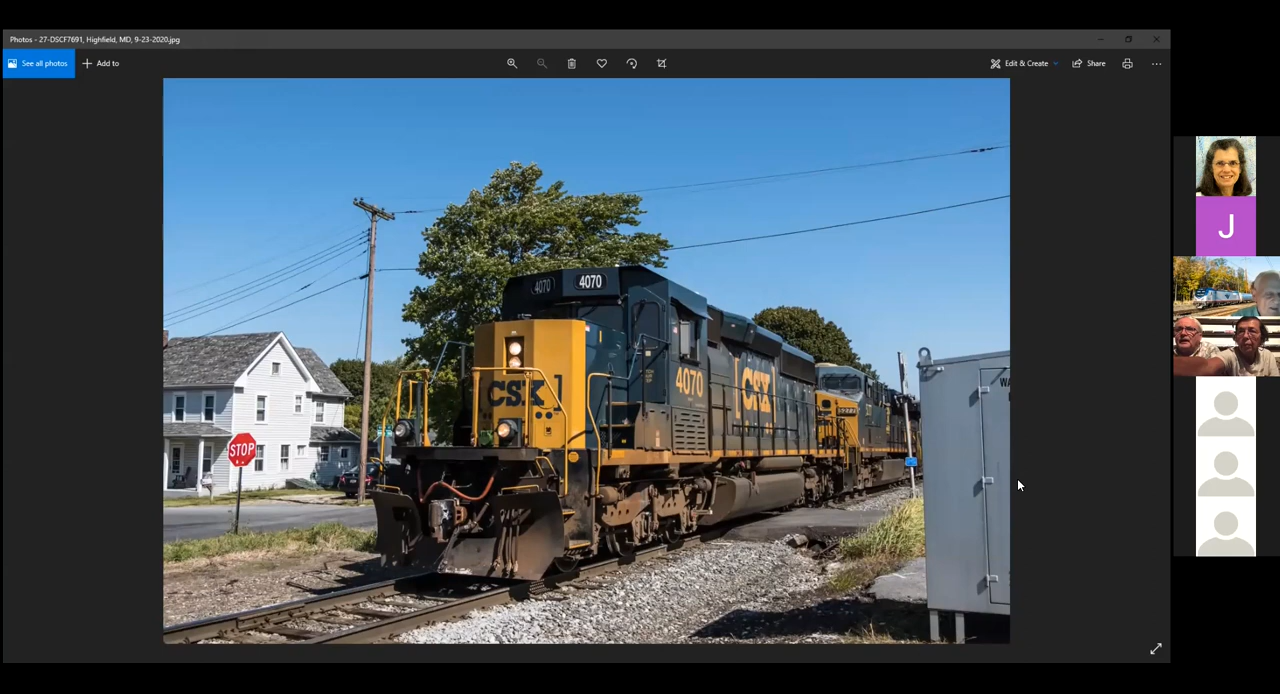 Photos - 27-DSCF7691, Highfield, MD, 9-23-2020.jpg
See all photos
Add to
Edit & Create
Share
J
4070
4070
CSX
4070
CSX
STOP
WA